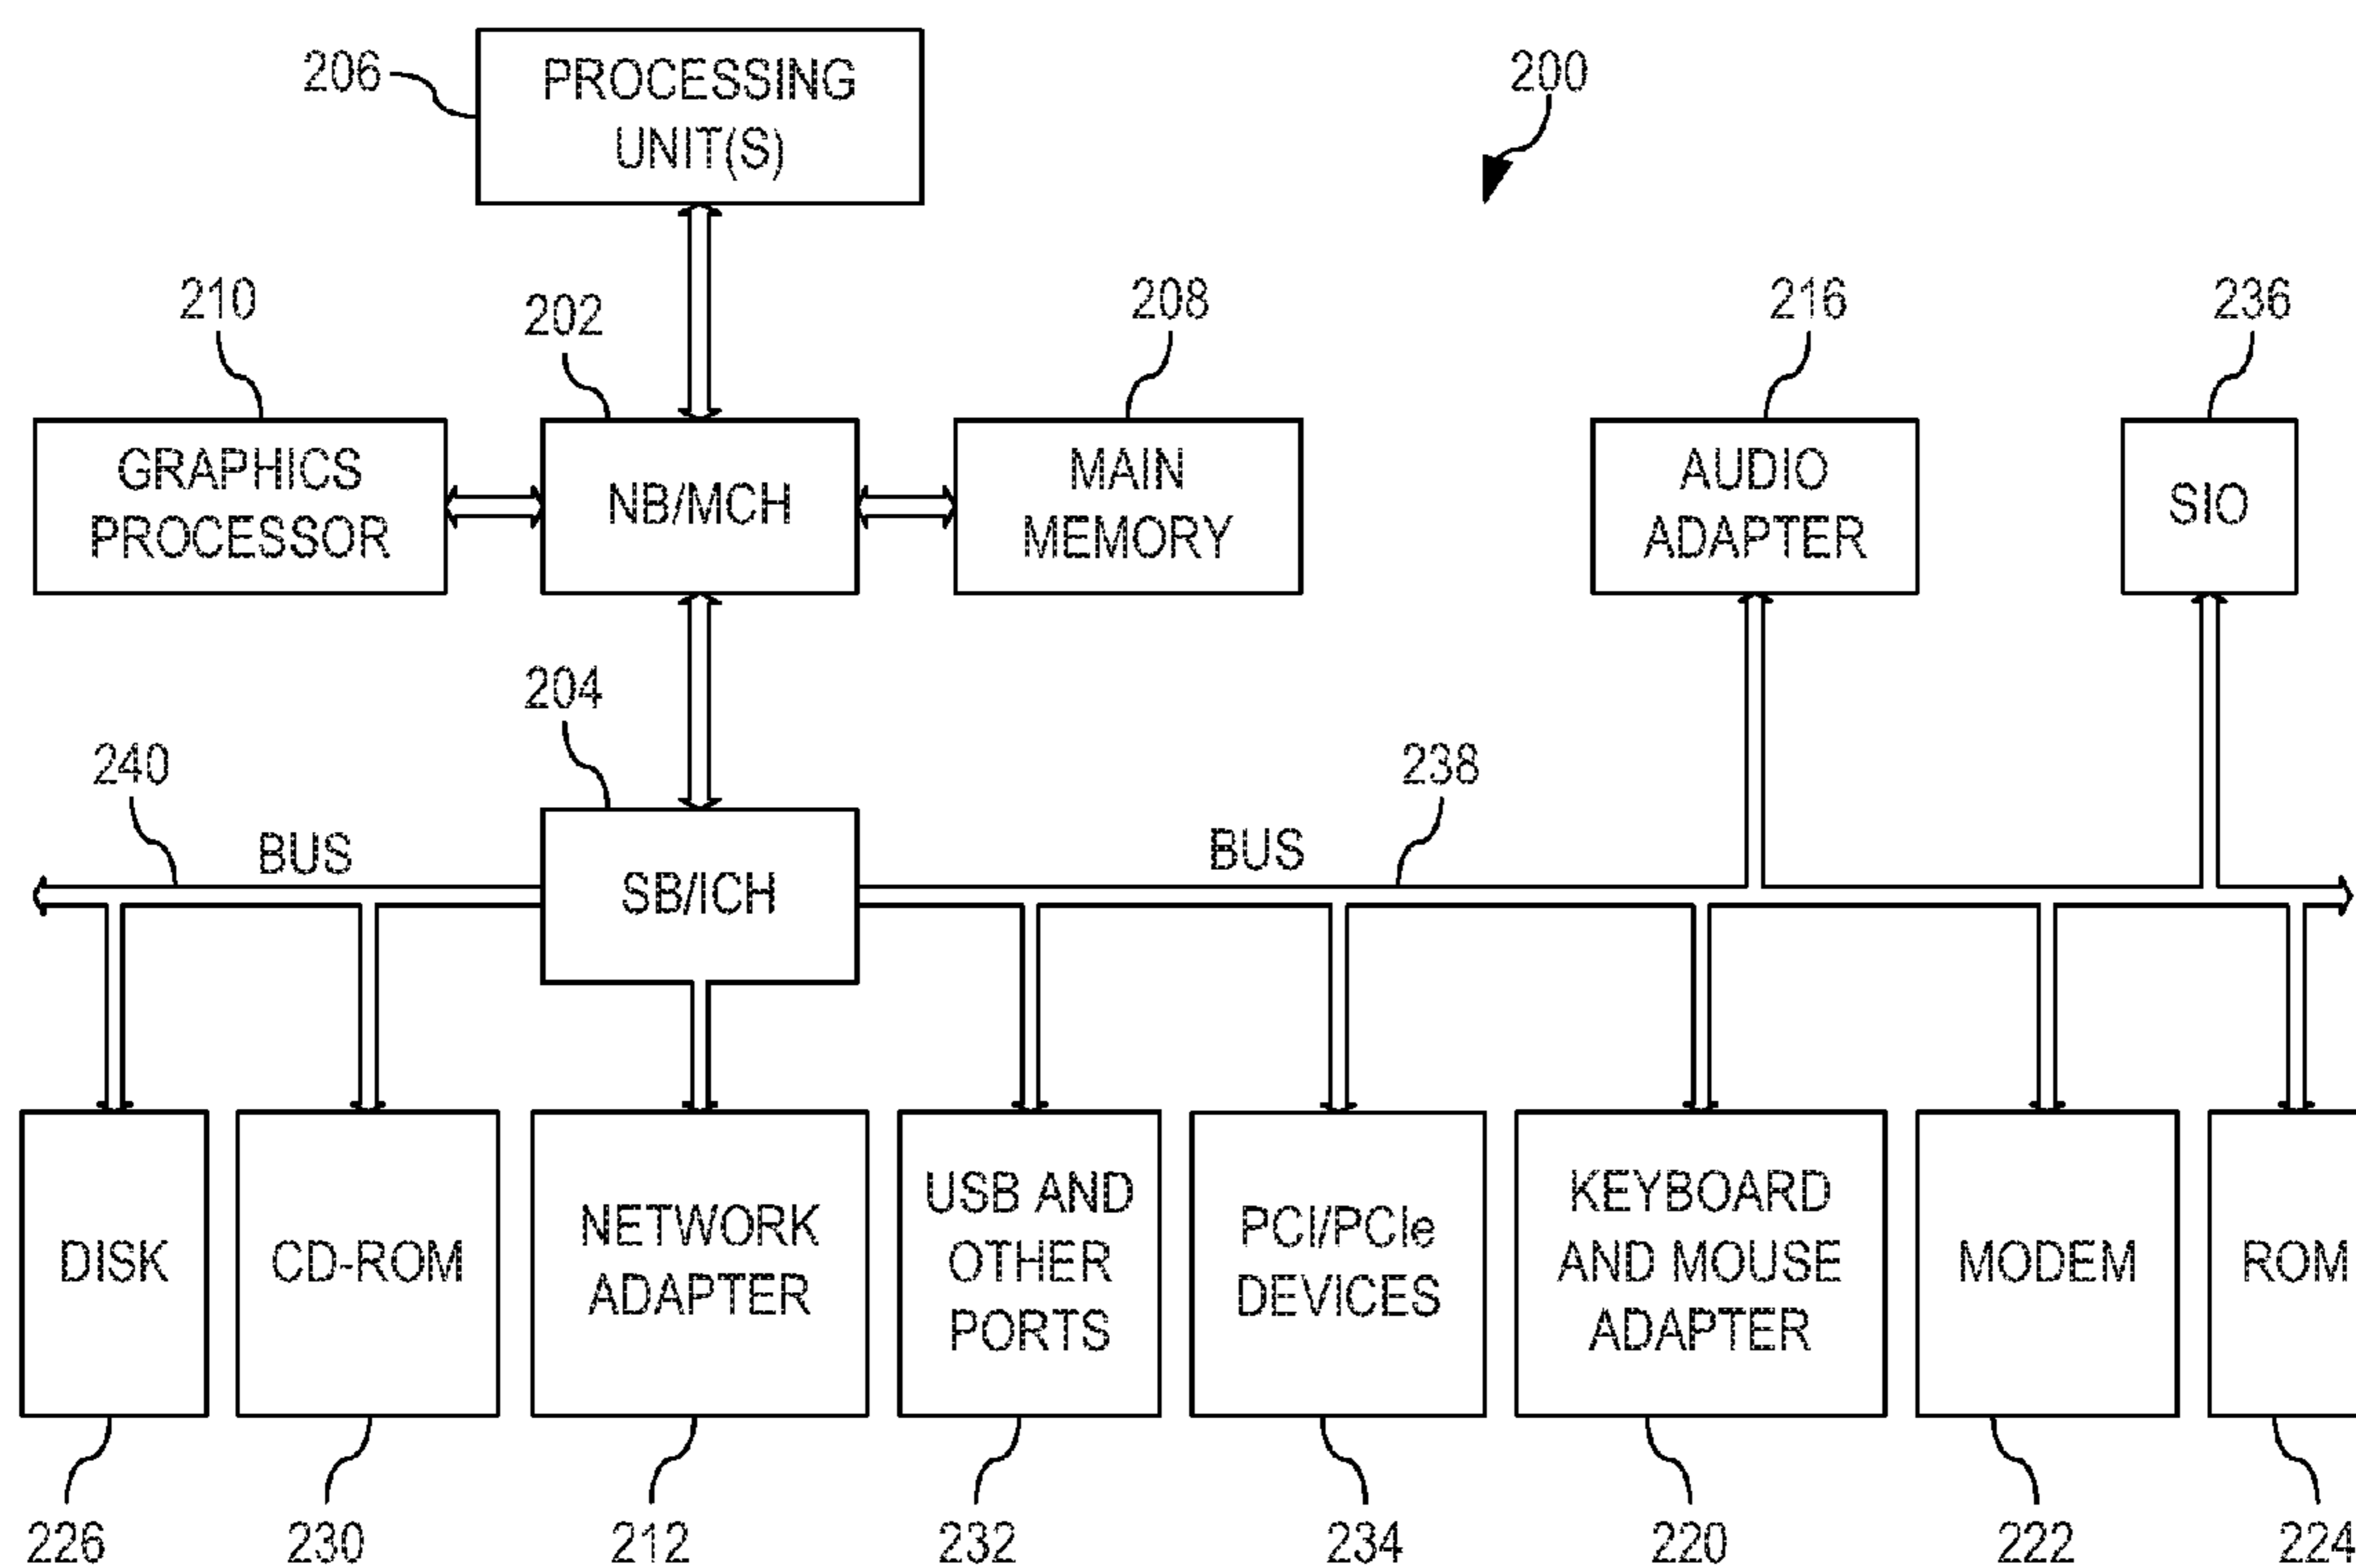 206
PROCESSING
UNIT(S)
200
210
202
208
216
236
GRAPHICS
PROCESSOR
NB/MCH
MAIN
MEMORY
AUDIO
ADAPTER
SIO
204
240
238
BUS
BUS
SB/ICH
DISK
CD-ROM
NETWORK
ADAPTER
USB AND
OTHER
PORTS
PCI/PCIe
DEVICES
KEYBOARD
AND MOUSE
ADAPTER
MODEM
ROM
226
230
212
232
234
220
222
224